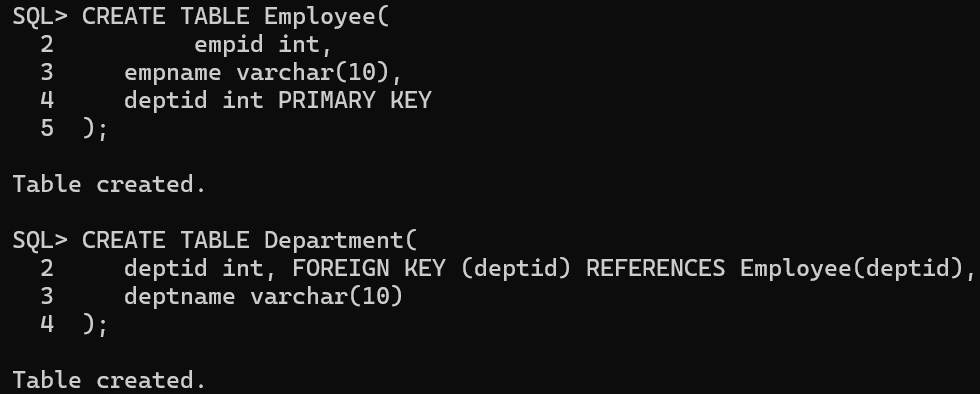 SQL> CREATE TABLE Employee(
  2          empid int,
  3     empname varchar(10),
  4     deptid int PRIMARY KEY
  5  );
Table created.
SQL> CREATE TABLE Department(
  2     deptid int, FOREIGN KEY (deptid) REFERENCES Employee(deptid),
  3     deptname varchar(10)
  4  );
Table created.